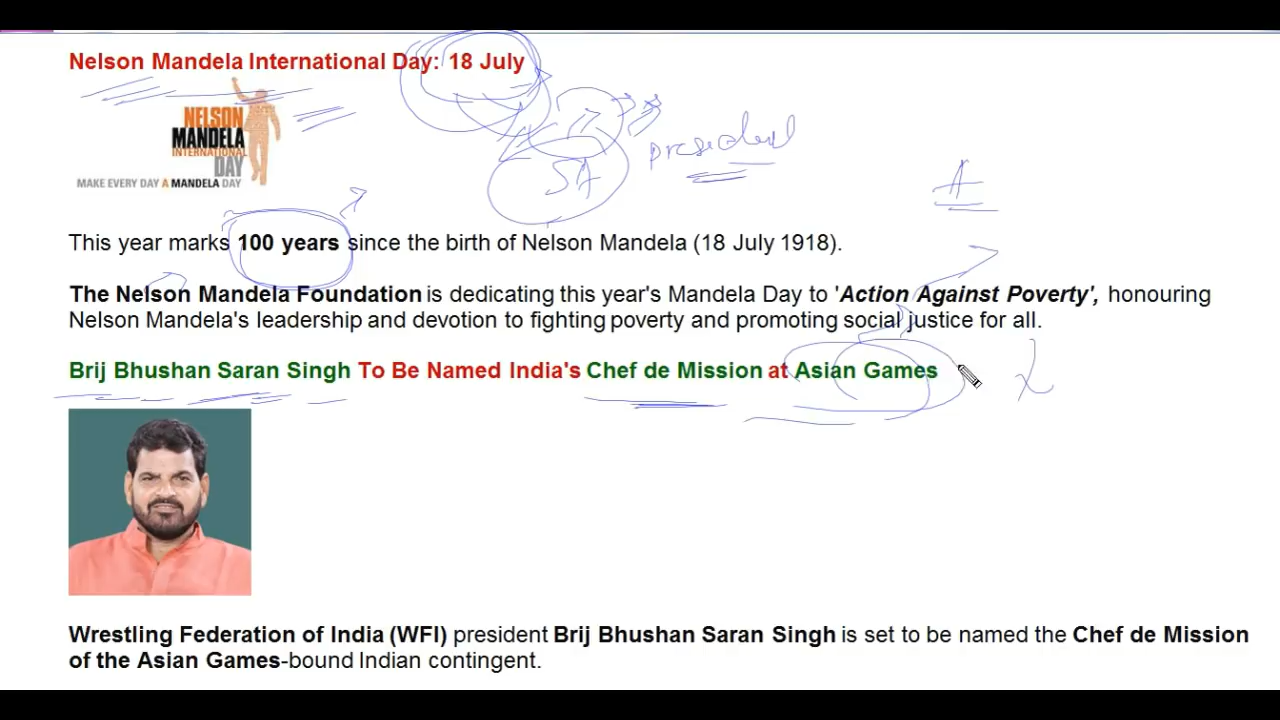 Nelson Mandela International Day: 18 July
NELSON
MANDELA
INTERNATIONAL
DAY
MAKE EVERY DAY A MANDELA DAY
SA
president
A
This year marks 100 years since the birth of Nelson Mandela (18 July 1918).
The Nelson Mandela Foundation is dedicating this year's Mandela Day to 'Action Against Poverty', honouring
Nelson Mandela's leadership and devotion to fighting poverty and promoting social justice for all.
Brij Bhushan Saran Singh To Be Named India's Chef de Mission at Asian Games
Wrestling Federation of India (WFI) president Brij Bhushan Saran Singh is set to be named the Chef de Mission
of the Asian Games-bound Indian contingent.